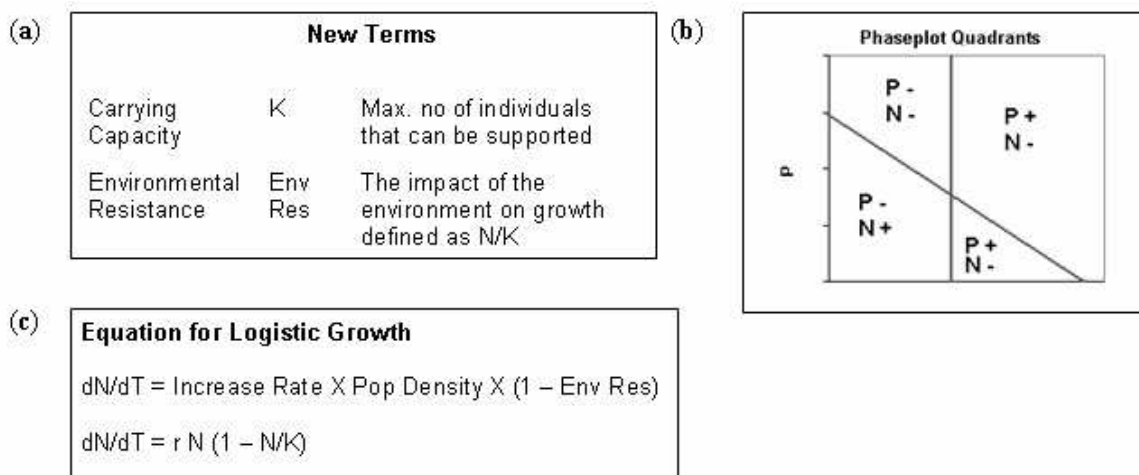 (a)
New Terms
Carrying Capacity K Max. no of individuals that can be supported
Environmental Resistance Env Res The impact of the environment on growth defined as N/K
(b)
Phaseplot Quadrants
P -
N -
P +
N -
P
P -
N +
P +
N -
(c)
Equation for Logistic Growth
dN/dT = Increase Rate X Pop Density X (1 – Env Res)
dN/dT = r N (1 – N/K)